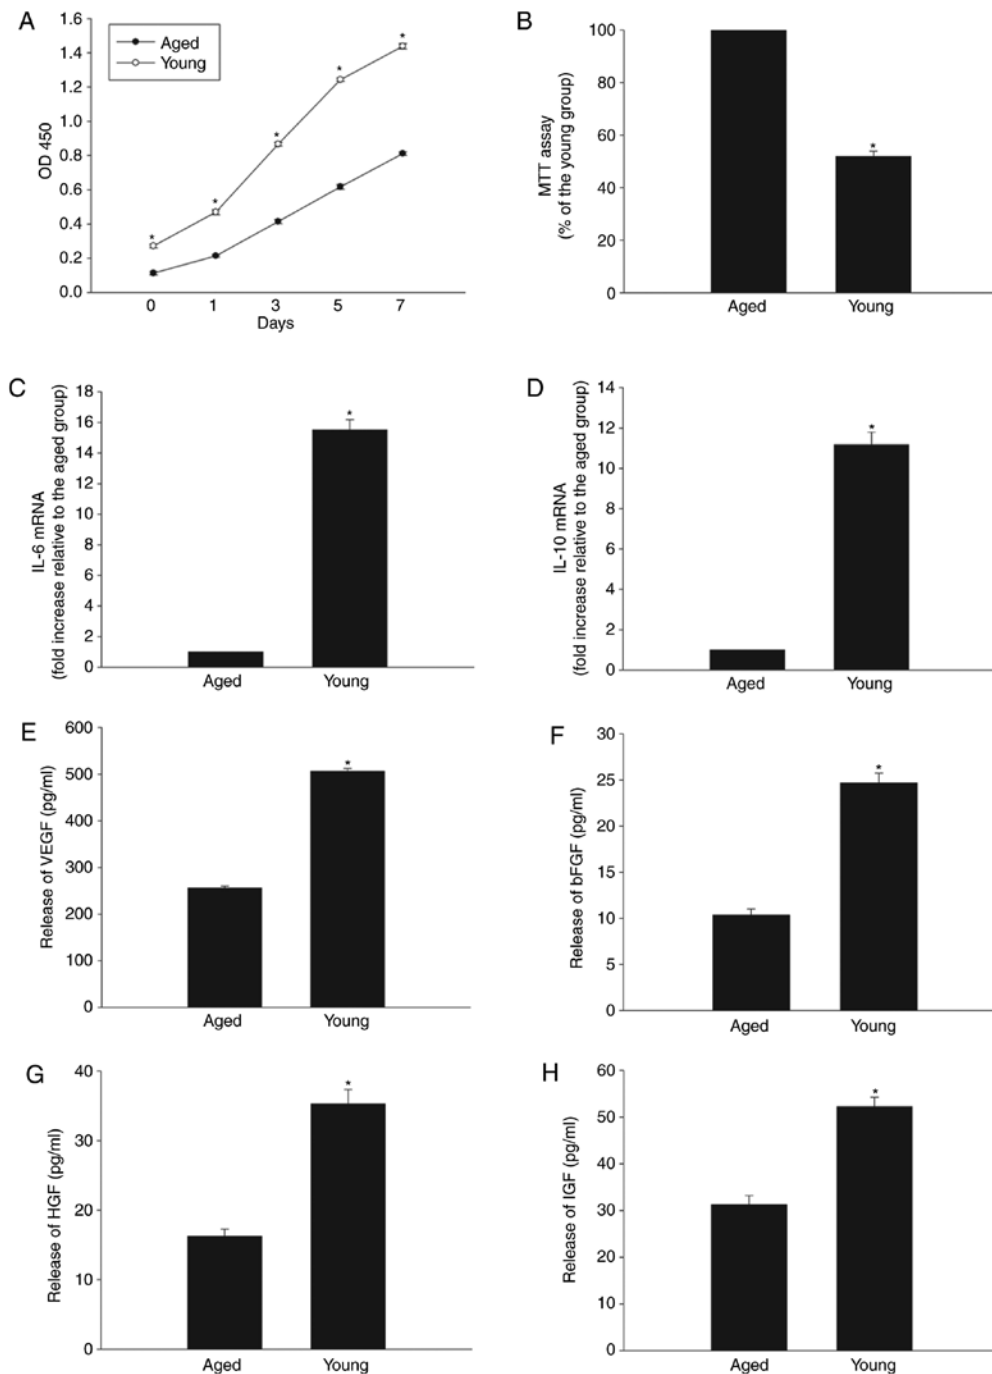 A
1.6
1.4
1.2
1.0
0.8
0.6
0.4
0.2
0.0
OD 450
Aged
Young
* * * * *
0 1 3 5 7
Days
B
100
80
60
40
20
0
MTT assay
(% of the young group)
*
Aged Young
C
18
16
14
12
10
8
6
4
2
0
IL-6 mRNA
(fold increase relative to the aged group)
*
Aged Young
D
14
12
10
8
6
4
2
0
IL-10 mRNA
(fold increase relative to the aged group)
*
Aged Young
E
600
500
400
300
200
100
0
Release of VEGF (pg/ml)
*
Aged Young
F
30
25
20
15
10
5
0
Release of bFGF (pg/ml)
*
Aged Young
G
40
30
20
10
0
Release of HGF (pg/ml)
*
Aged Young
H
60
50
40
30
20
10
0
Release of IGF (pg/ml)
*
Aged Young